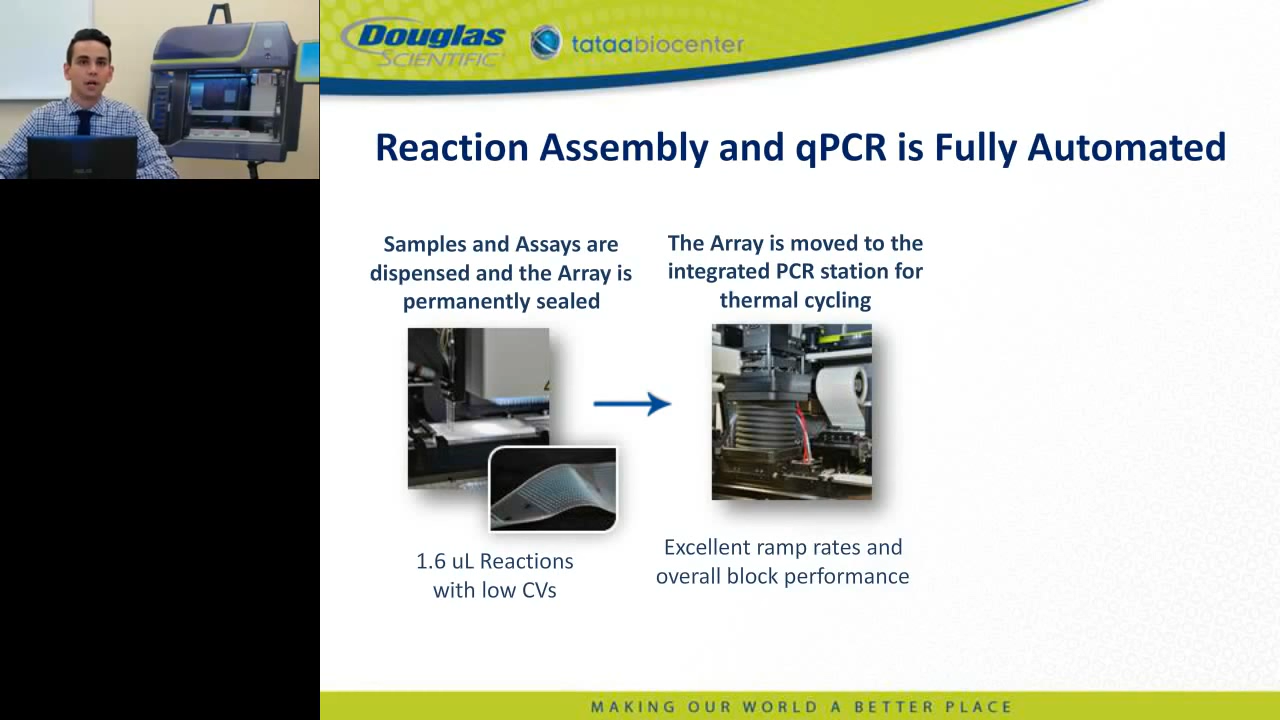 Douglas
SCIENTIFIC
tataabiocenter
Reaction Assembly and qPCR is Fully Automated
Samples and Assays are
dispensed and the Array is
permanently sealed
The Array is moved to the
integrated PCR station for
thermal cycling
1.6 uL Reactions
with low CVs
Excellent ramp rates and
overall block performance
MAKING OUR WORLD A BETTER PLACE